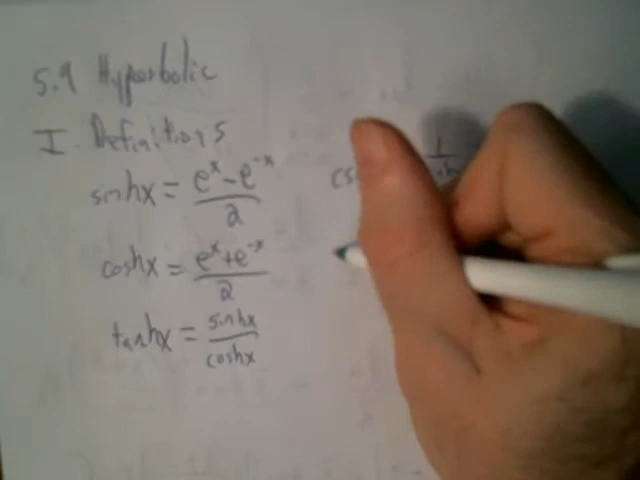 5.9 Hyperbolic
I. Definitions
sinhx = (e^x - e^-x)/2
coshx = (e^x + e^-x)/2
tanhx = sinhx/coshx